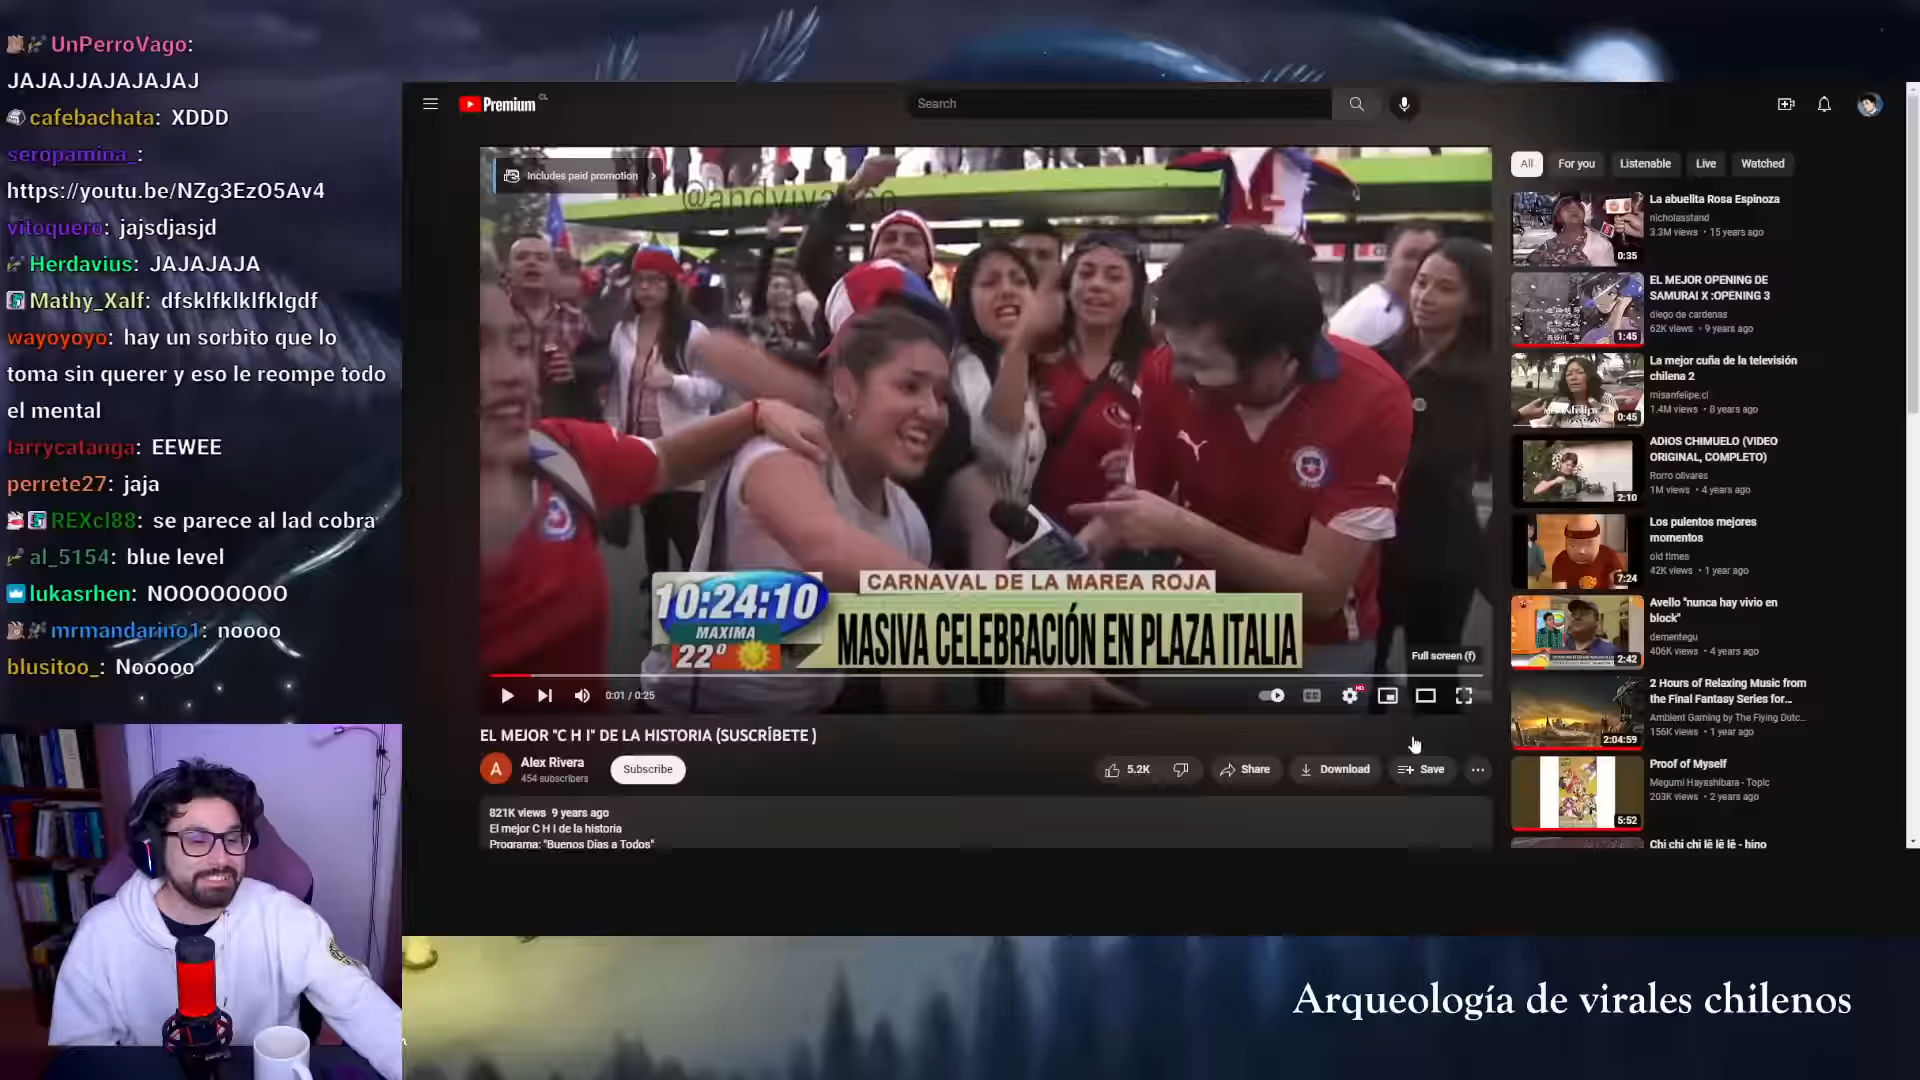 UnPerroVago:
JAJAJJAJAJAJAJ
cafebachata: XDDD
seropamina_:
https://youtu.be/NZg3EzO5Av4
vitoquero: jajsdjasjd
Herdavius: JAJAJAJA
Mathy_Xalf: dfsklfklklfklgdf
wayoyoyo: hay un sorbito que lo
toma sin querer y eso le reompe todo
el mental
larrycatanga: EEWEE
perrete27: jaja
REXcl88: se parece al lad cobra
al_5154: blue level
lukasrhen: NOOOOOOOO
mrmandarino1: noooo
blusitoo_: Nooooo
Premium CL
Search
Includes paid promotion
CARNAVAL DE LA MAREA ROJA
10:24:10
MAXIMA
22º
MASIVA CELEBRACIÓN EN PLAZA ITALIA
Full screen (f)
0:01 / 0:25
HD
EL MEJOR "C H I" DE LA HISTORIA (SUSCRÍBETE )
A
Alex Rivera
454 subscribers
Subscribe
5.2K
Share
Download
Save
821K views 9 years ago
El mejor C H I de la historia
Programa: "Buenos Días a Todos"
All
For you
Listenable
Live
Watched
La abuelita Rosa Espinoza
nicholasstand
3.3M views • 15 years ago
0:35
EL MEJOR OPENING DE
SAMURAI X :OPENING 3
diego de cardenas
62K views • 9 years ago
1:45
La mejor cuña de la televisión
chilena 2
misanfelipe.cl
1.4M views • 8 years ago
0:45
ADIOS CHIMUELO (VIDEO
ORIGINAL, COMPLETO)
Rorro olivares
1M views • 4 years ago
2:10
Los pulentos mejores
momentos
old times
42K views • 1 year ago
7:24
Avello "nunca hay vivio en
block"
dementegu
406K views • 4 years ago
2:42
2 Hours of Relaxing Music from
the Final Fantasy Series for...
Ambient Gaming by The Flying Dutc...
156K views • 1 year ago
2:04:59
Proof of Myself
Megumi Hayashibara - Topic
203K views • 2 years ago
5:52
Chi chi chi lê lê lê - hino
Arqueología de virales chilenos